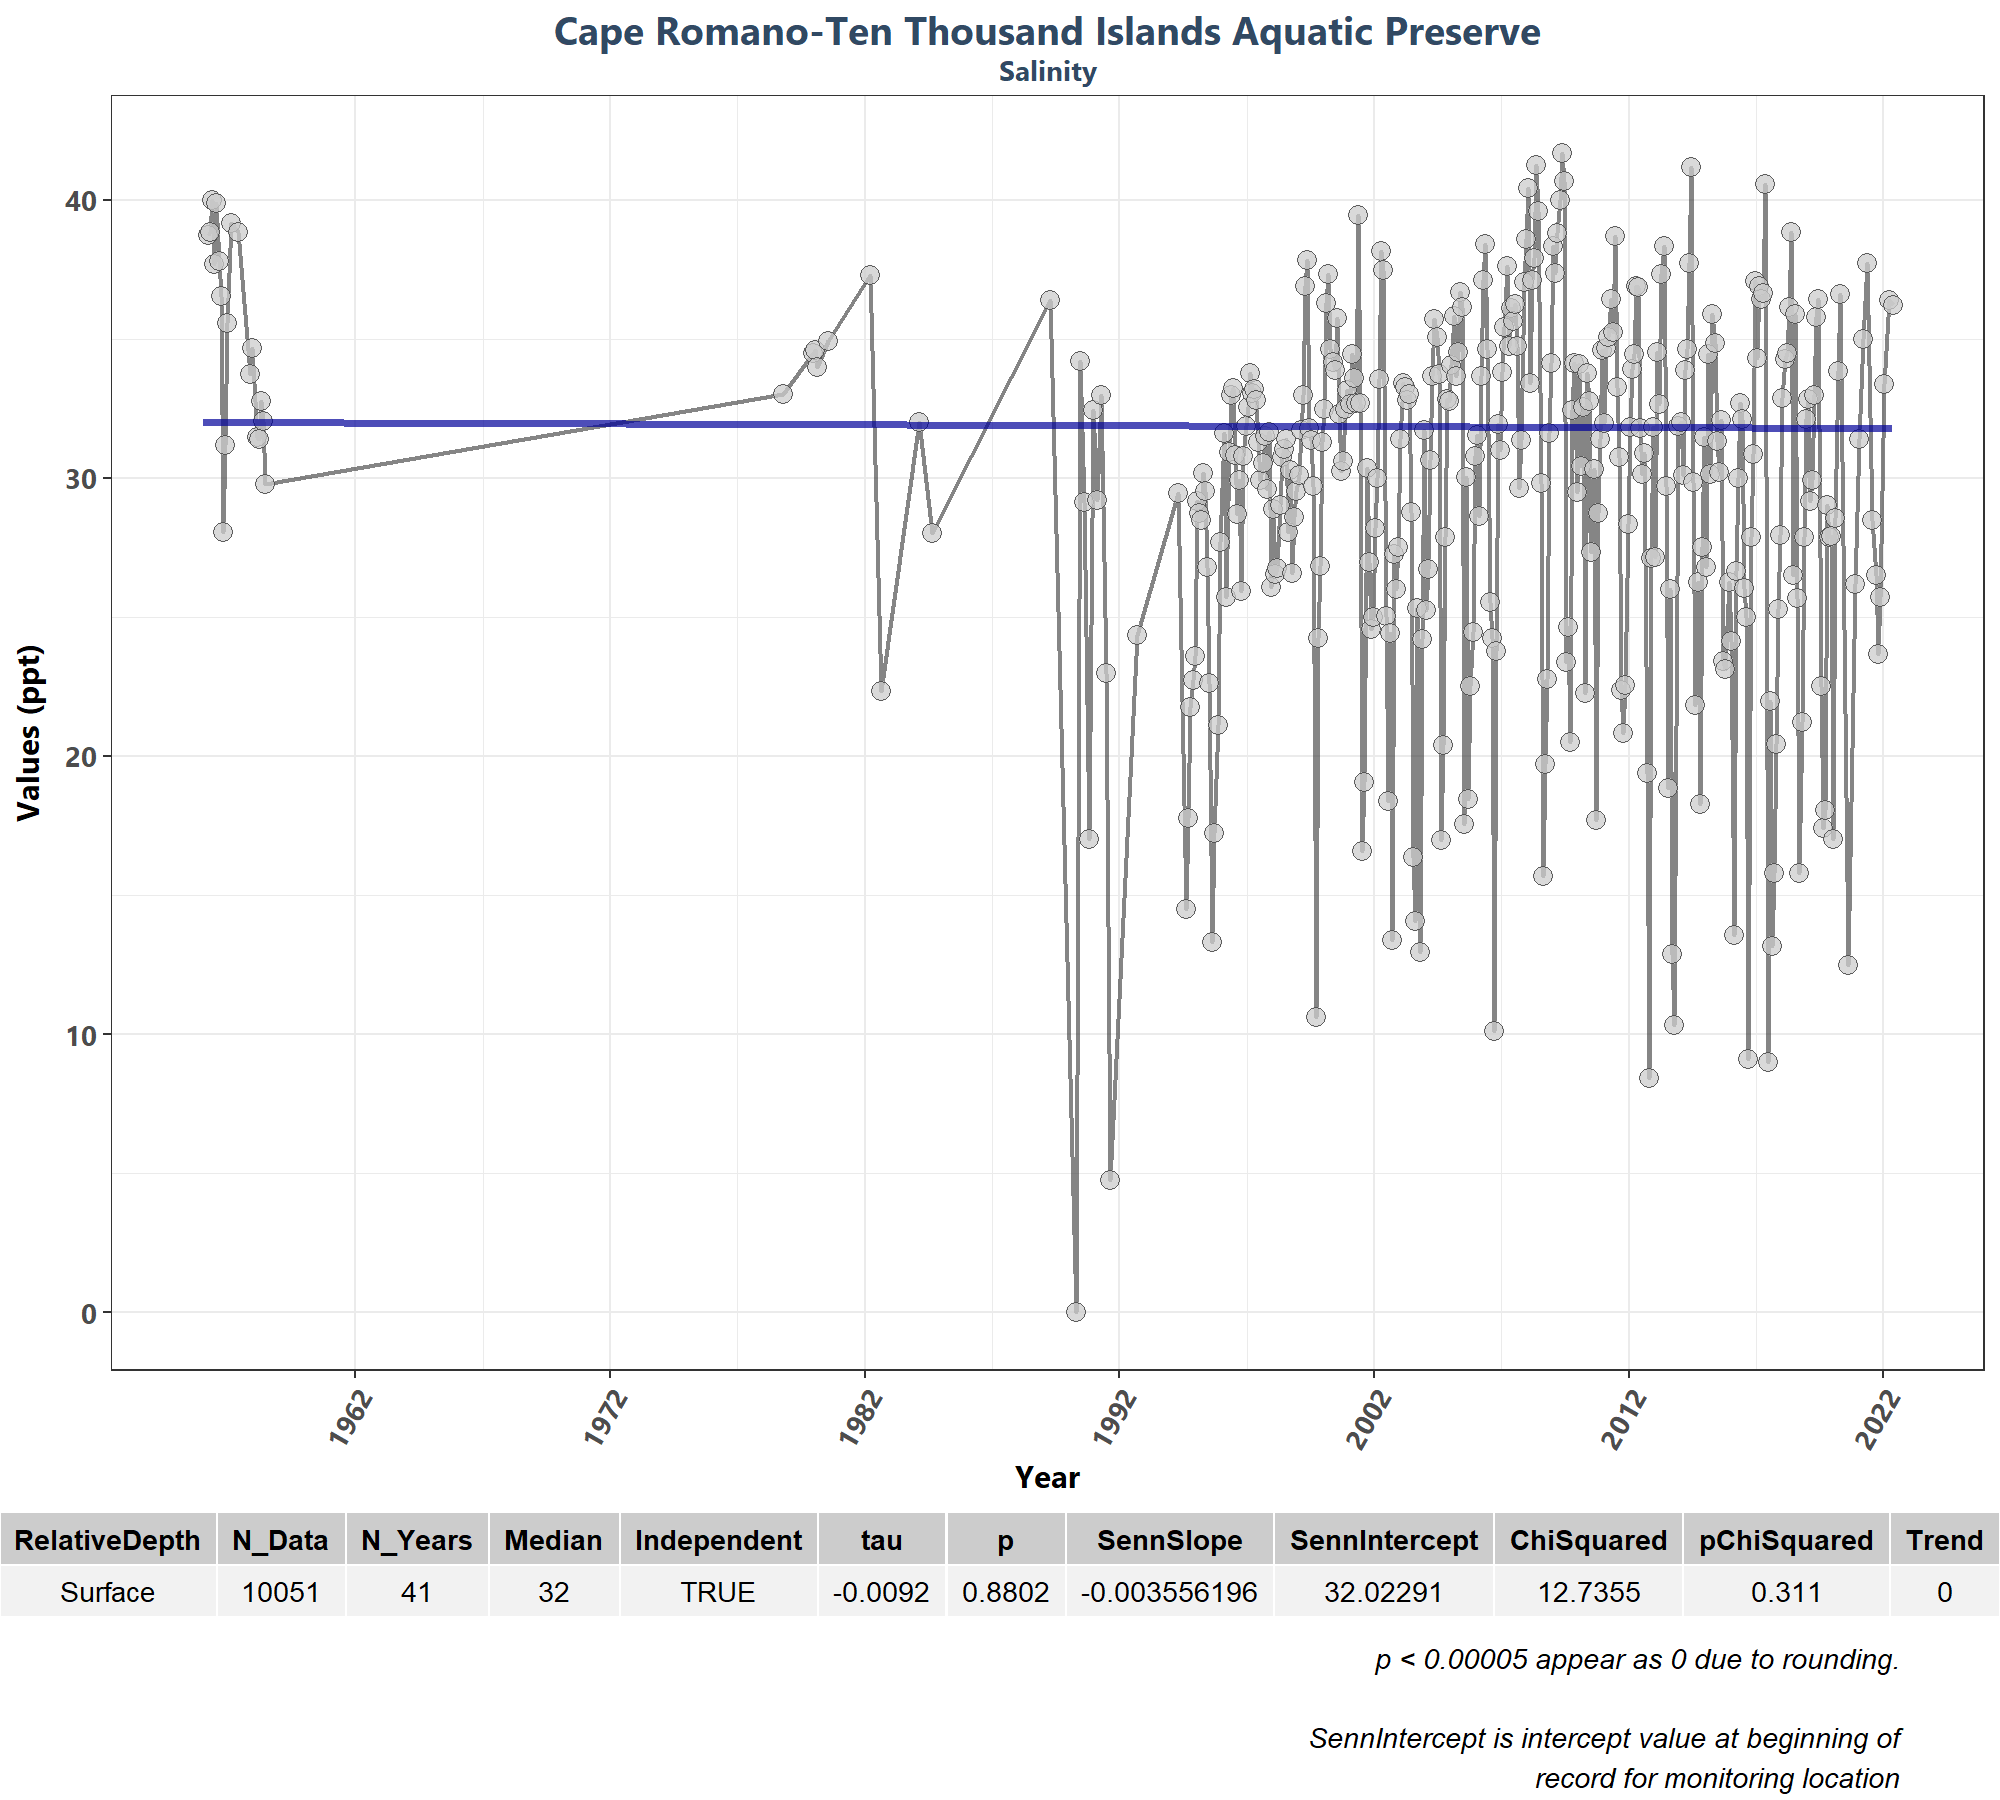 Cape Romano-Ten Thousand Islands Aquatic Preserve
Salinity
Values (ppt)
40
30
20
10
0
1962 1972 1982 1992 2002 2012 2022
Year
RelativeDepth N_Data N_Years Median Independent tau p SennSlope SennIntercept ChiSquared pChiSquared Trend
Surface 10051 41 32 TRUE -0.0092 0.8802 -0.003556196 32.02291 12.7355 0.311 0
p < 0.00005 appear as 0 due to rounding.
SennIntercept is intercept value at beginning of
record for monitoring location